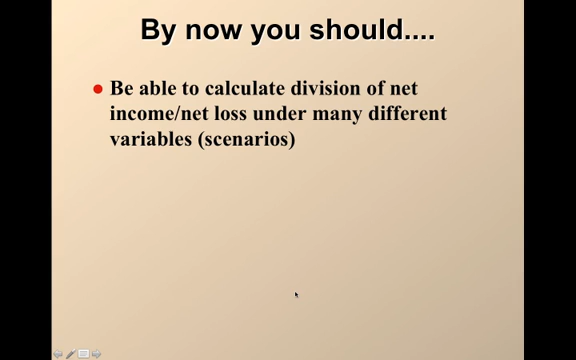 By now you should....
Be able to calculate division of net
income/net loss under many different
variables (scenarios)